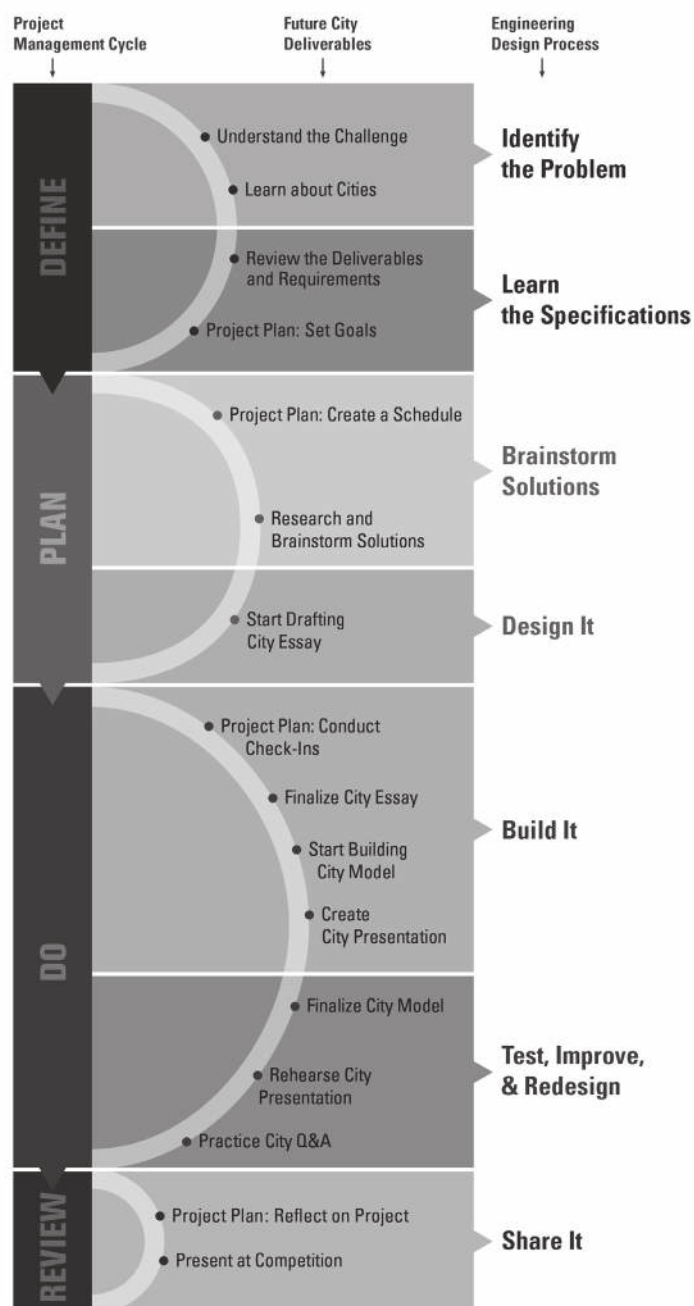 Project
Management Cycle
Future City
Deliverables
Engineering
Design Process
DEFINE
Understand the Challenge
Learn about Cities
Identify
the Problem
Review the Deliverables
and Requirements
Project Plan: Set Goals
Learn
the Specifications
PLAN
Project Plan: Create a Schedule
Research and
Brainstorm Solutions
Brainstorm
Solutions
Start Drafting
City Essay
Design It
DO
Project Plan: Conduct
Check-Ins
Finalize City Essay
Start Building
City Model
Create
City Presentation
Build It
Finalize City Model
Rehearse City
Presentation
Practice City Q&A
Test, Improve,
& Redesign
REVIEW
Project Plan: Reflect on Project
Present at Competition
Share It